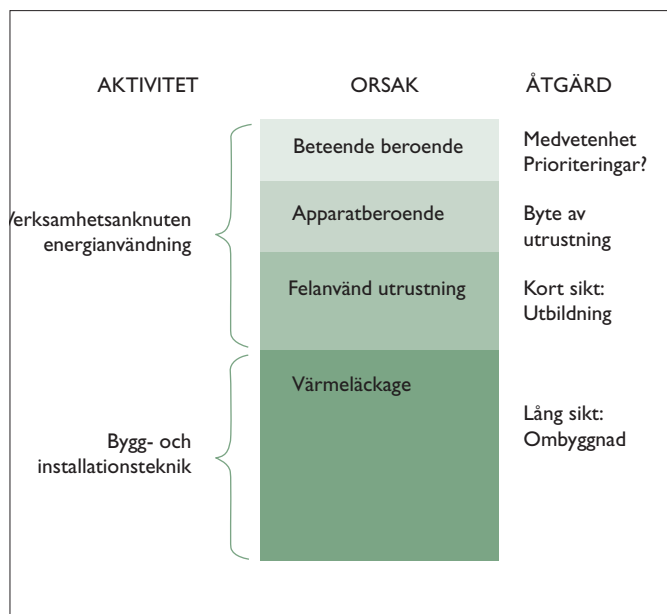 AKTIVITET
ORSAK
ÅTGÄRD
Beteende beroende
Medvetenhet
Prioriteringar?
Verksamhetsanknuten
energianvändning
Apparatberoende
Byte av
utrustning
Felanvänd utrustning
Kort sikt:
Utbildning
Värmeläckage
Bygg- och
installationsteknik
Lång sikt:
Ombyggnad